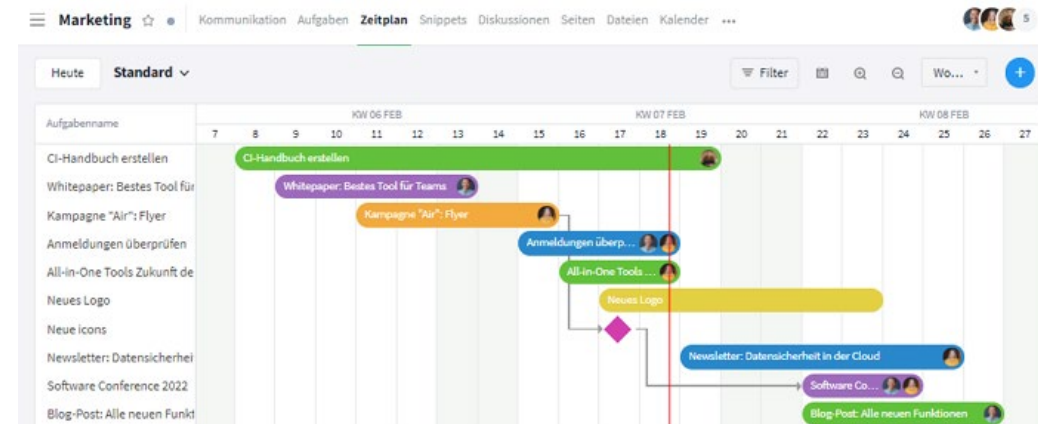 Marketing Kommunikation Aufgaben Zeitplan Snippets Diskussionen Seiten Dateien Kalender ••• 5
Heute Standard Filter Wo...
Aufgabenname KW 06 FEB KW 07 FEB KW 08 FEB
7 8 9 10 11 12 13 14 15 16 17 18 19 20 21 22 23 24 25 26 27
CI-Handbuch erstellen CI-Handbuch erstellen
Whitepaper: Bestes Tool für Whitepaper: Bestes Tool für Teams
Kampagne "Air": Flyer Kampagne "Air": Flyer
Anmeldungen überprüfen Anmeldungen überp...
All-in-One Tools Zukunft de All-in-One Tools ...
Neues Logo Neues Logo
Neue icons
Newsletter: Datensicherhei Newsletter: Datensicherheit in der Cloud
Software Conference 2022 Software Co...
Blog-Post: Alle neuen Funkt Blog-Post: Alle neuen Funktionen